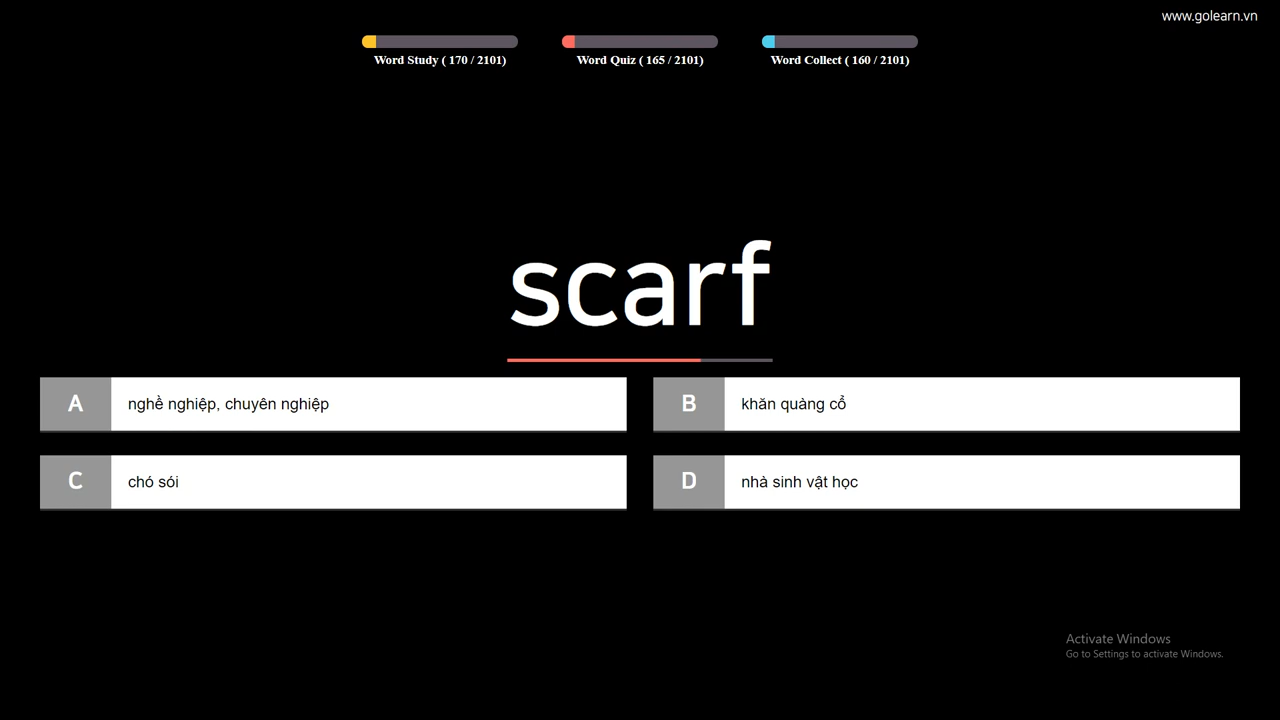 www.golearn.vn
Word Study ( 170 / 2101)
Word Quiz ( 165 / 2101)
Word Collect ( 160 / 2101)
scarf
A nghề nghiệp, chuyên nghiệp
B khăn quàng cổ
C chó sói
D nhà sinh vật học
Activate Windows
Go to Settings to activate Windows.